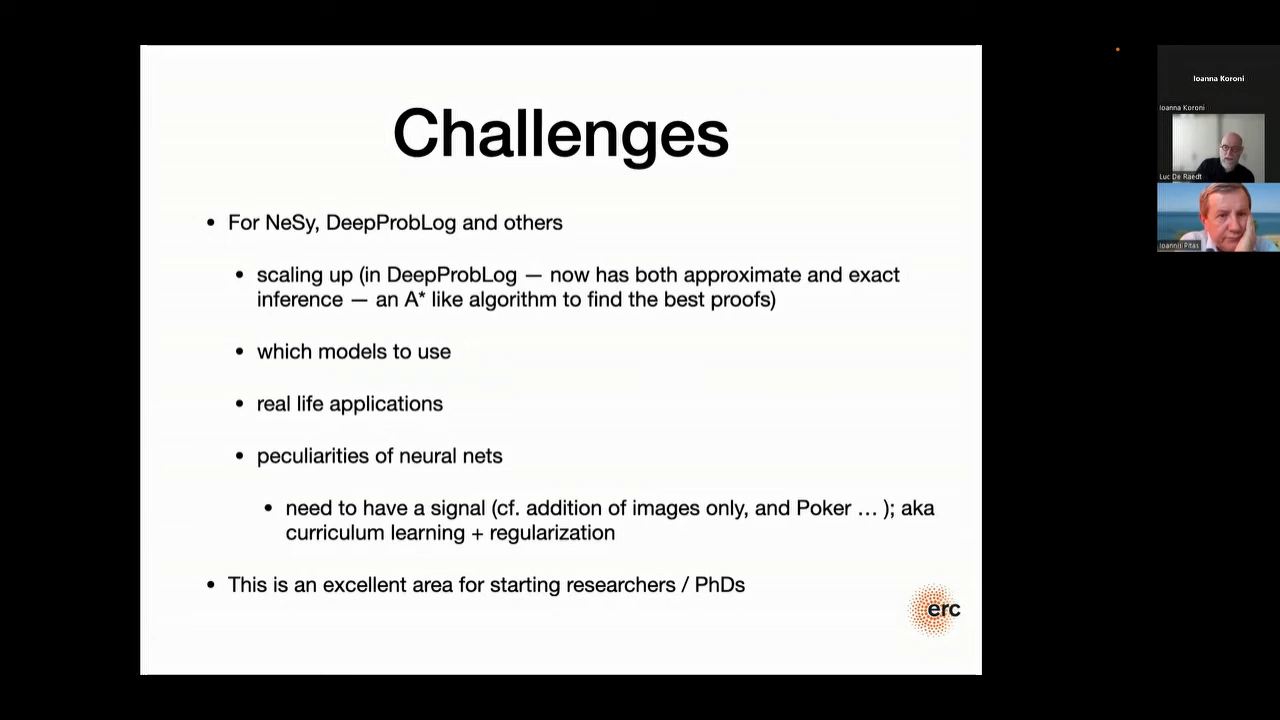 Challenges
• For NeSy, DeepProbLog and others
• scaling up (in DeepProbLog — now has both approximate and exact
inference — an A* like algorithm to find the best proofs)
• which models to use
• real life applications
• peculiarities of neural nets
• need to have a signal (cf. addition of images only, and Poker … ); aka
curriculum learning + regularization
• This is an excellent area for starting researchers / PhDs
erc
Ioanna Koroni
Ioanna Koroni
Luc De Raedt
Ioannis Pitas